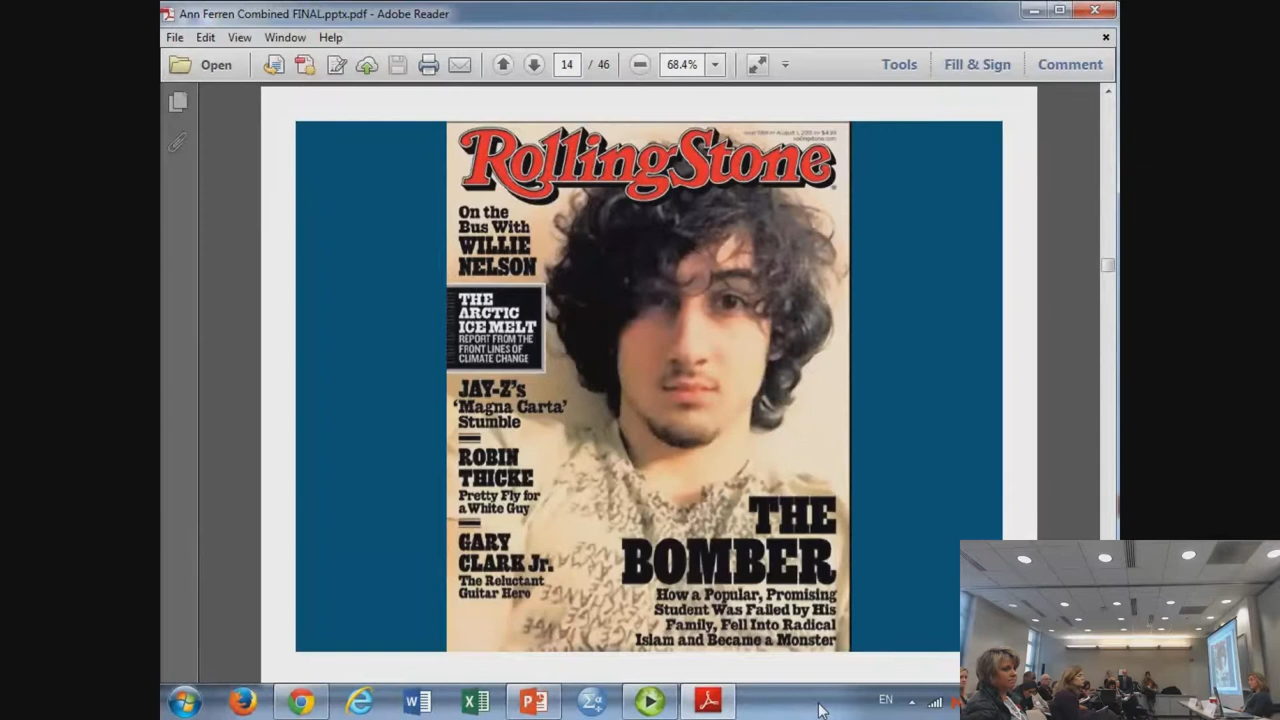 Ann Ferren Combined FINAL.pptx.pdf - Adobe Reader
File Edit View Window Help
Open 14 / 46 68.4% Tools Fill & Sign Comment
RollingStone
On the
Bus With
WILLIE
NELSON
THE
ARCTIC
ICE MELT
REPORT FROM THE
FRONT LINES OF
CLIMATE CHANGE
JAY-Z's
'Magna Carta'
Stumble
ROBIN
THICKE
Pretty Fly for
a White Guy
GARY
CLARK Jr.
The Reluctant
Guitar Hero
THE
BOMBER
How a Popular, Promising
Student Was Failed by His
Family, Fell Into Radical
Islam and Became a Monster
EN